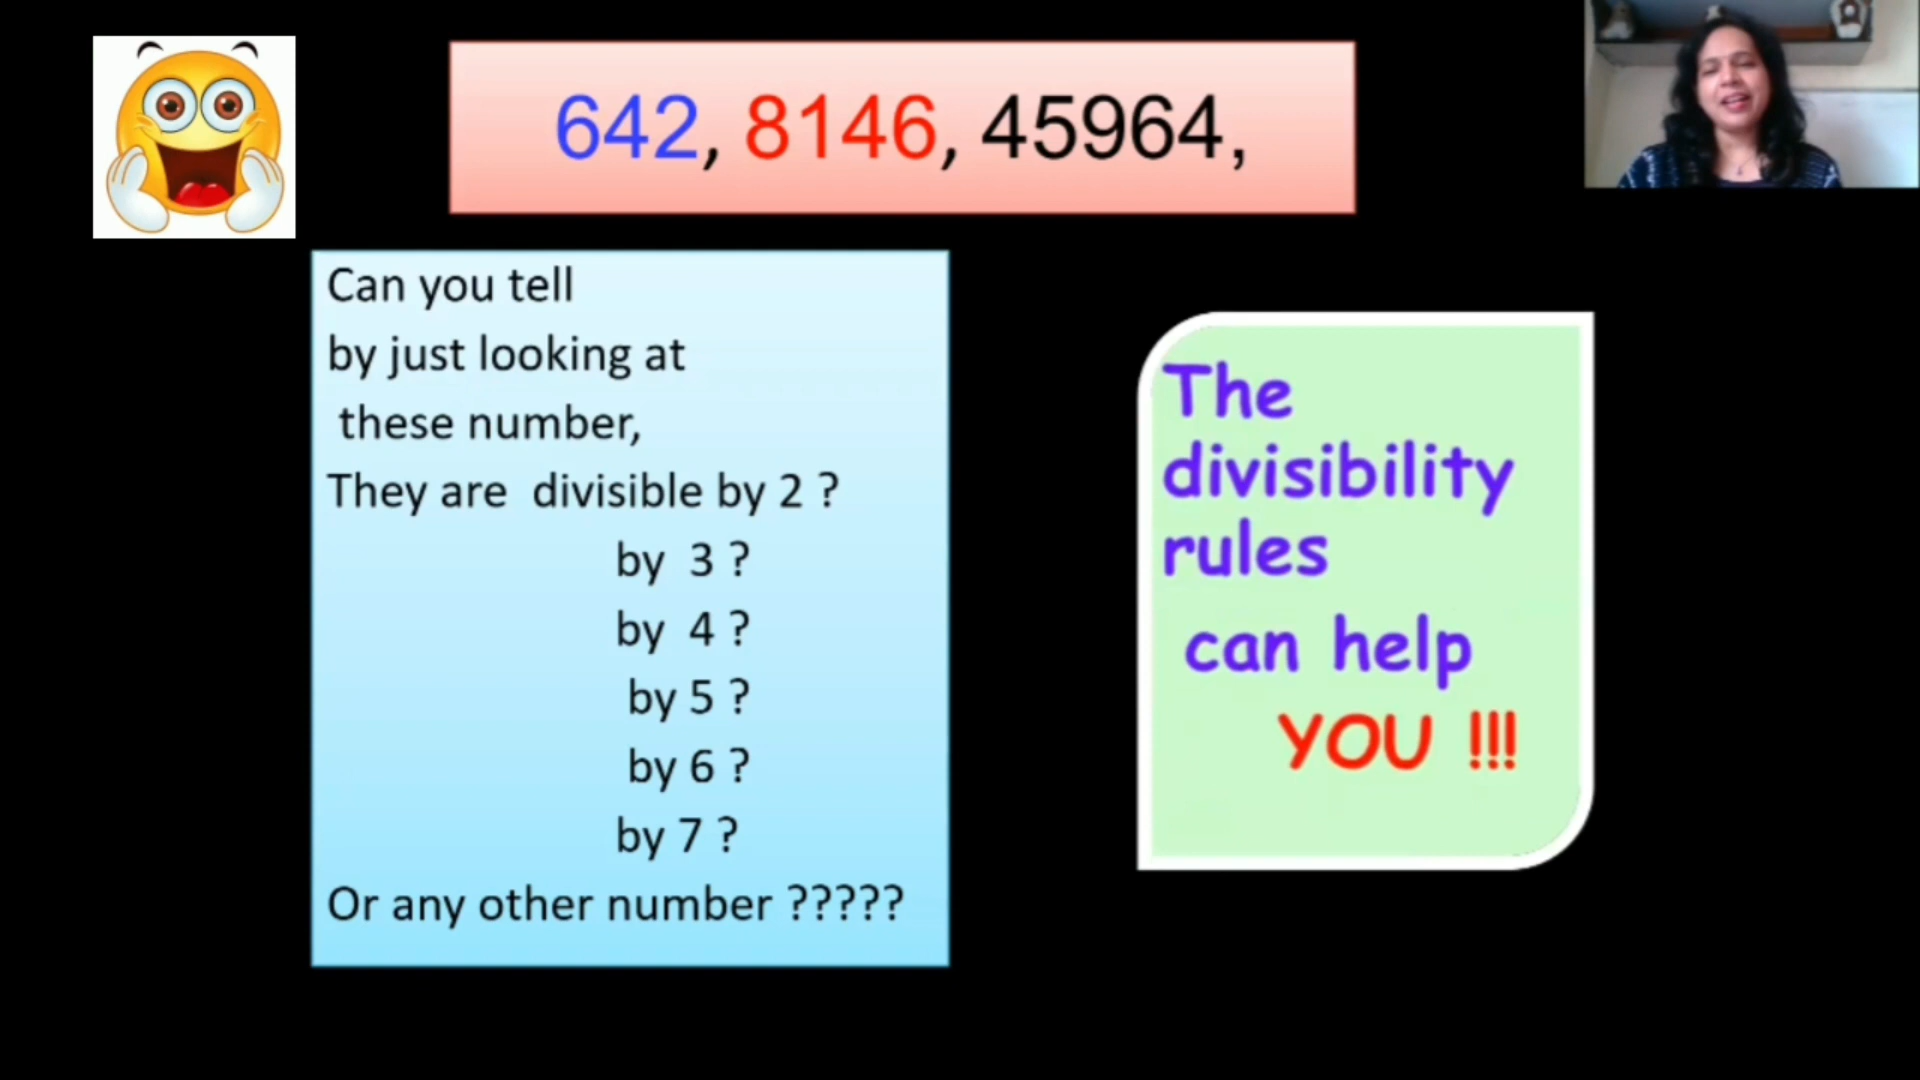 642, 8146, 45964,
Can you tell
by just looking at
these number,
They are divisible by 2 ?
by 3 ?
by 4 ?
by 5 ?
by 6 ?
by 7 ?
Or any other number ?????
The
divisibility
rules
can help
YOU !!!